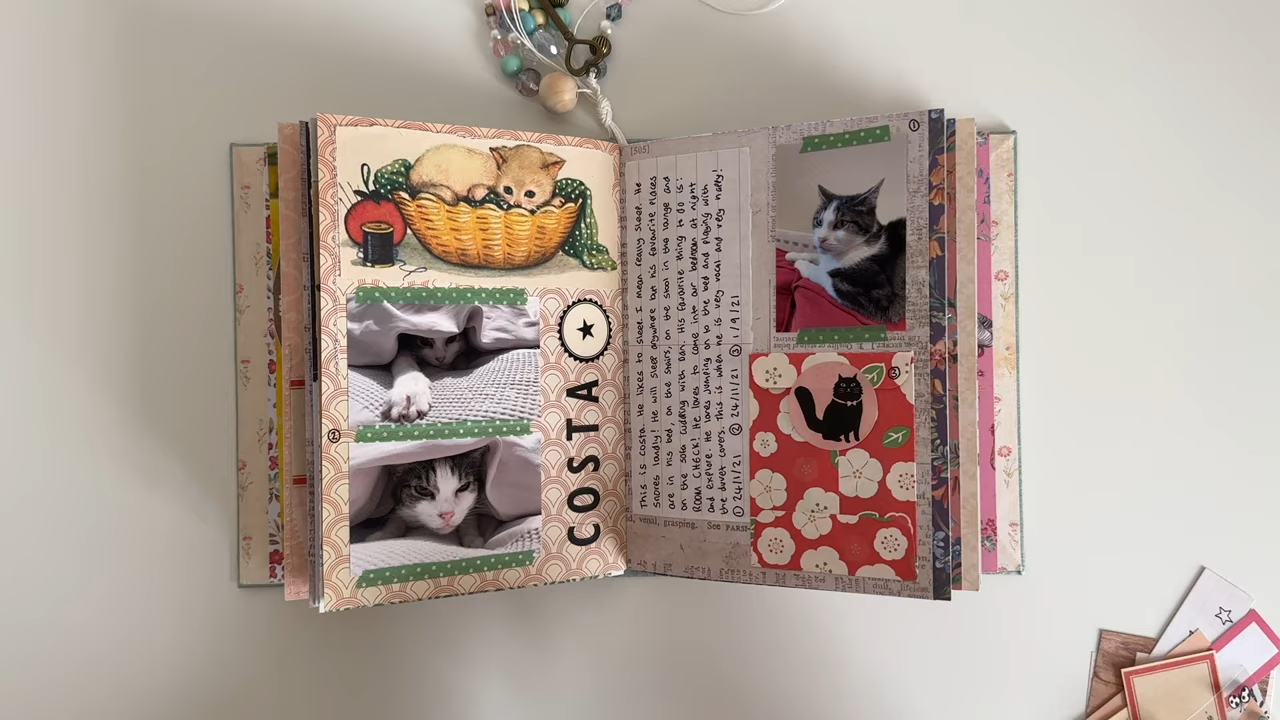 ②
COSTA
[505]
This is Costa. He likes to sleep. I mean really sleep. He
snores loudly! He will sleep anywhere but his favourite places
are in his bed, on the stairs, on the stool in the lounge and
on the sofa cuddling with Dan. His favourite thing to do is:
ROOM CHECK! He loves to come into our bedroom at night
and explore. He loves jumping on to the bed and playing with
the duvet covers. This is when he is very vocal and very
① 24/1/21 ② 24/11/21 ③ 1/9/21
venal, grasping. See PARSI-
①
③